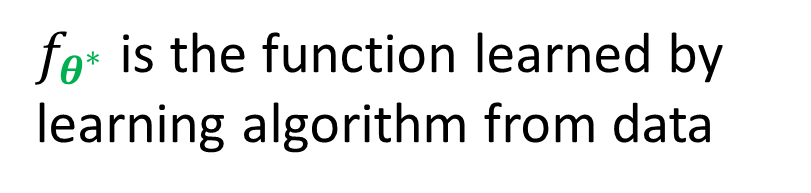 f_θ* is the function learned by
learning algorithm from data